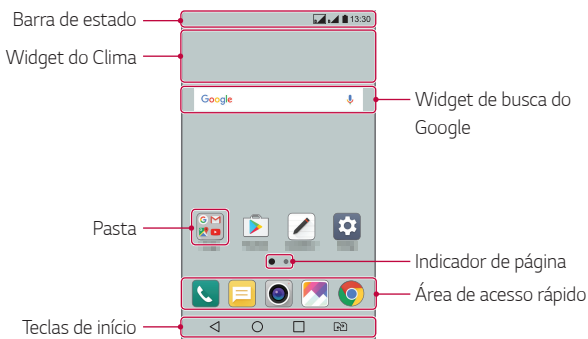 Barra de estado
13:30
Widget do Clima
Google
Widget de busca do
Google
Pasta
Indicador de página
Área de acesso rápido
Teclas de início